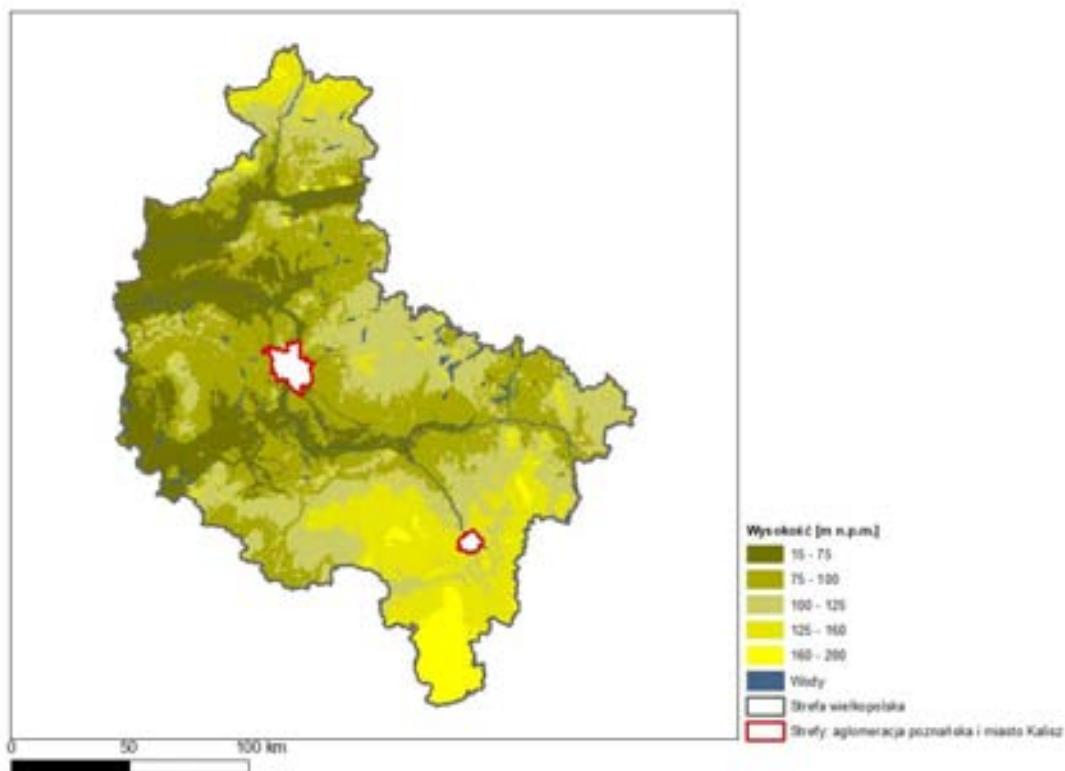 Wysokość [m n.p.m.]
15 - 75
75 - 100
100 - 125
125 - 160
160 - 200
Wody
Strefa wielkopolska
Strefy: aglomeracja poznańska i miasto Kalisz
0 50 100 km